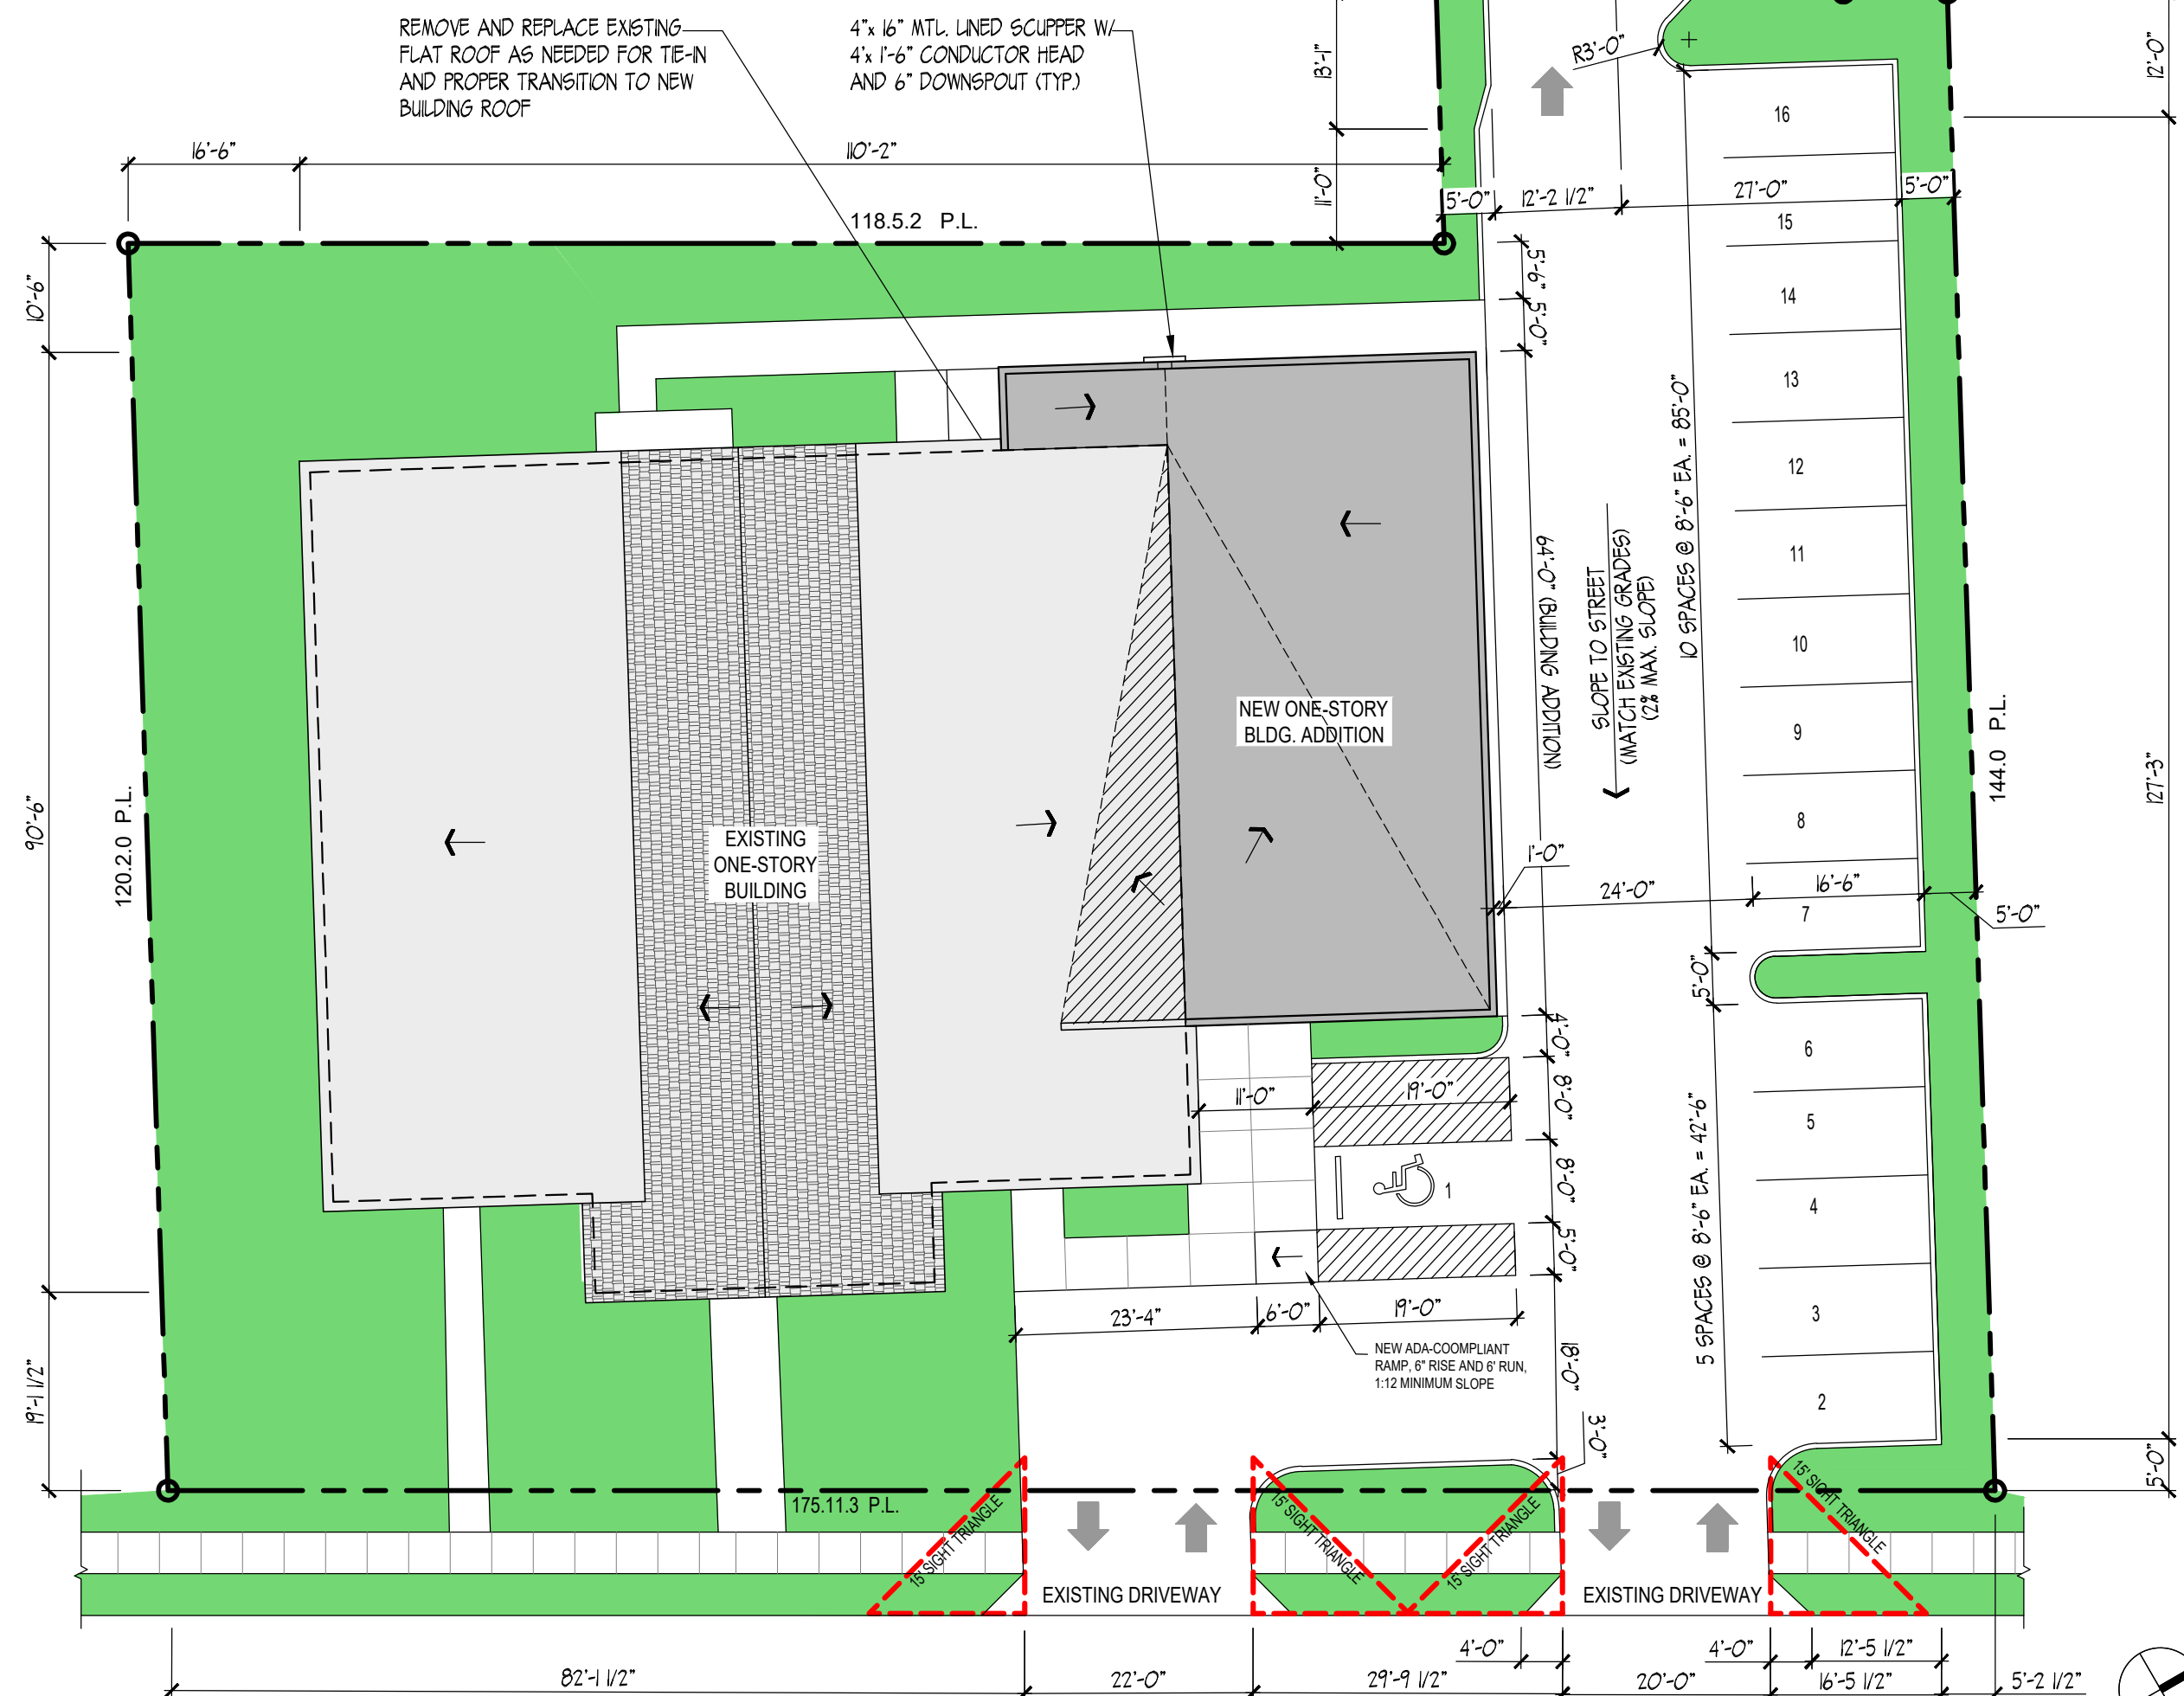 REMOVE AND REPLACE EXISTING
FLAT ROOF AS NEEDED FOR TIE-IN
AND PROPER TRANSITION TO NEW
BUILDING ROOF
4"x 16" MTL. LINED SCUPPER W/
4'x 1'-6" CONDUCTOR HEAD
AND 6" DOWNSPOUT (TYP.)
13'-1"
R3'-0"
12'-0"
16
16'-6"
110'-2"
11'-0"
5'-0"
12'-2 1/2"
27'-0"
5'-0"
118.5.2 P.L.
15
10'-6"
5'-6"
5'-0"
14
13
12
11
10
9
8
7
10 SPACES @ 8'-6" EA. = 85'-0"
64'-0" (BUILDING ADDITION)
SLOPE TO STREET
(MATCH EXISTING GRADES)
(2% MAX. SLOPE)
NEW ONE-STORY
BLDG. ADDITION
144.0 P.L.
127'-3"
90'-6"
120.2.0 P.L.
EXISTING
ONE-STORY
BUILDING
1'-0"
24'-0"
16'-6"
5'-0"
5'-0"
4'-0"
8'-0"
8'-0"
5'-0"
11'-0"
19'-0"
1
6
5
4
3
2
5 SPACES @ 8'-6" EA. = 42'-6"
23'-4"
6'-0"
19'-0"
NEW ADA-COOMPLIANT
RAMP, 6" RISE AND 6' RUN,
1:12 MINIMUM SLOPE
18'-0"
3'-0"
19'-1 1/2"
5'-0"
175.11.3 P.L.
15' SIGHT TRIANGLE
15' SIGHT TRIANGLE
15' SIGHT TRIANGLE
15' SIGHT TRIANGLE
EXISTING DRIVEWAY
EXISTING DRIVEWAY
4'-0"
4'-0"
12'-5 1/2"
82'-1 1/2"
22'-0"
29'-9 1/2"
20'-0"
16'-5 1/2"
5'-2 1/2"